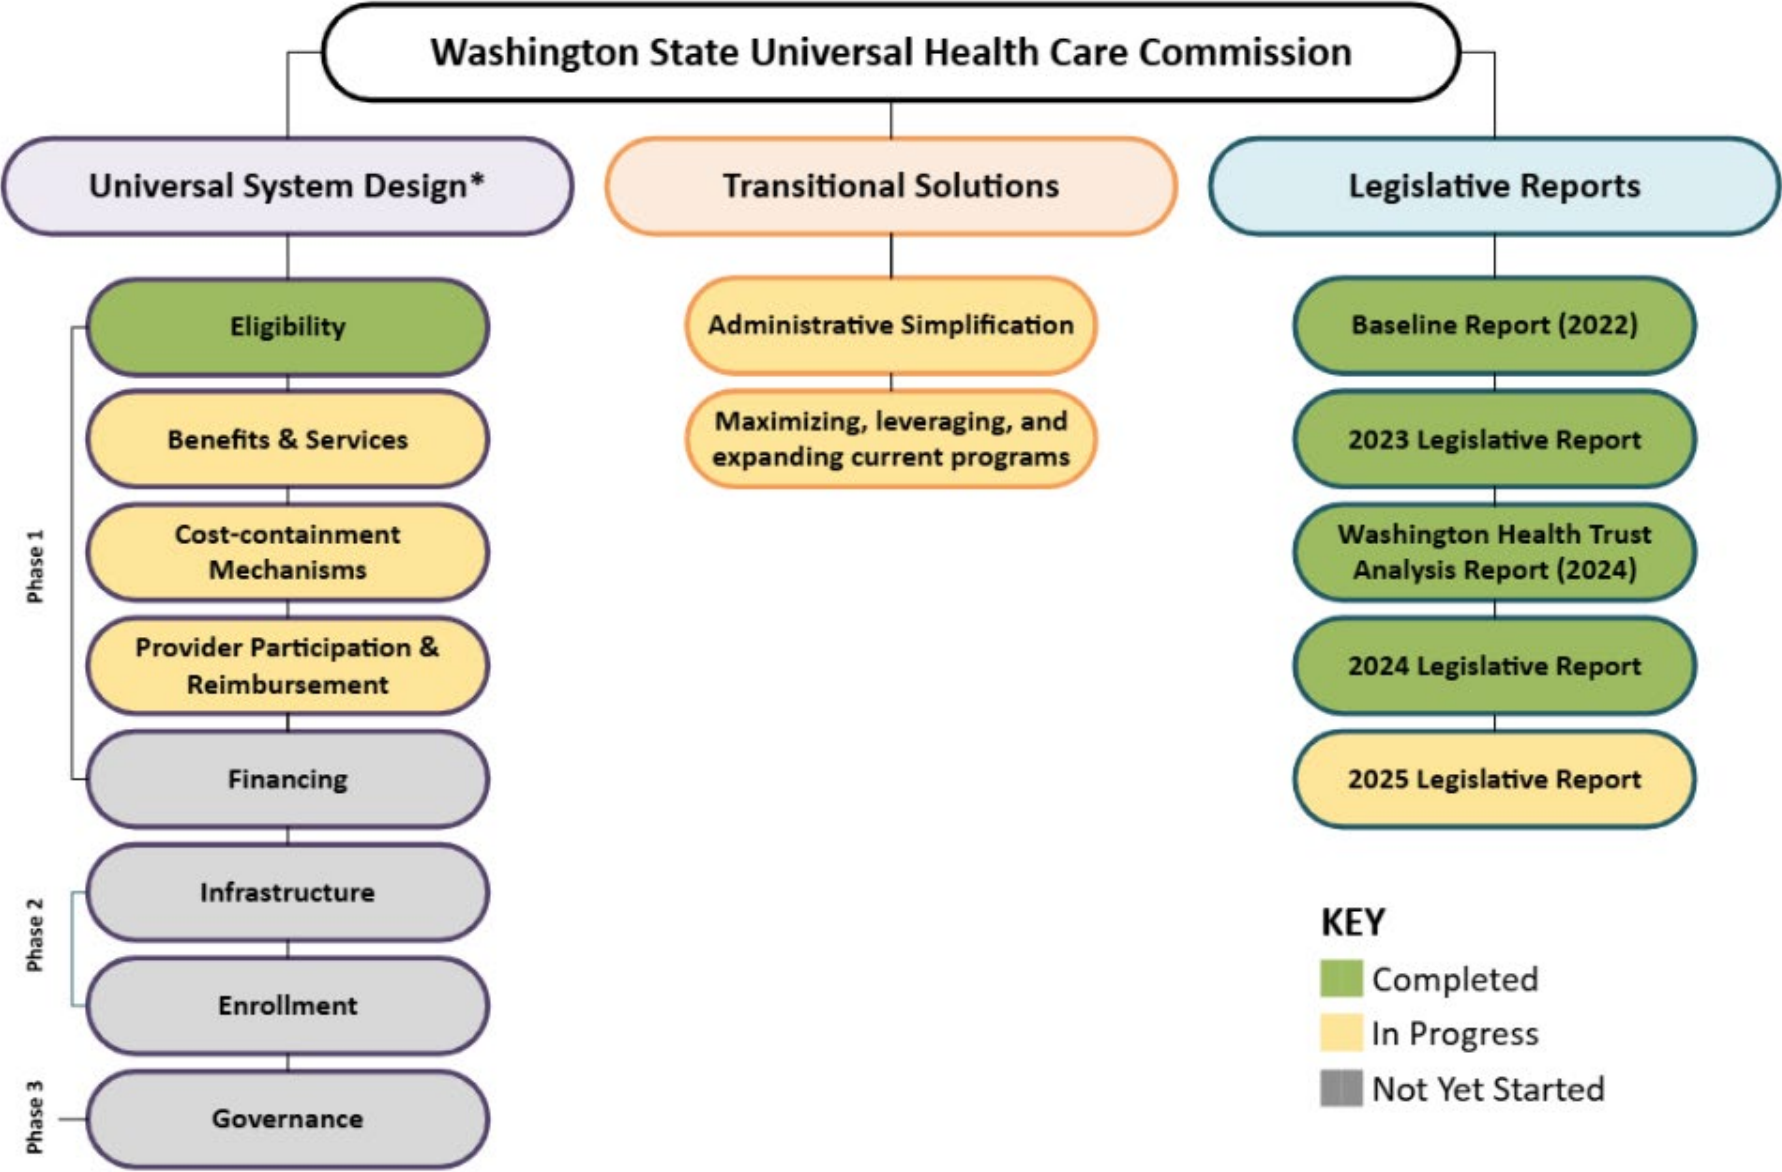 Washington State Universal Health Care Commission
Universal System Design*
Eligibility
Benefits & Services
Cost-containment
Mechanisms
Provider Participation &
Reimbursement
Financing
Infrastructure
Enrollment
Governance
Phase 1
Phase 2
Phase 3
Transitional Solutions
Administrative Simplification
Maximizing, leveraging, and
expanding current programs
Legislative Reports
Baseline Report (2022)
2023 Legislative Report
Washington Health Trust
Analysis Report (2024)
2024 Legislative Report
2025 Legislative Report
KEY
Completed
In Progress
Not Yet Started